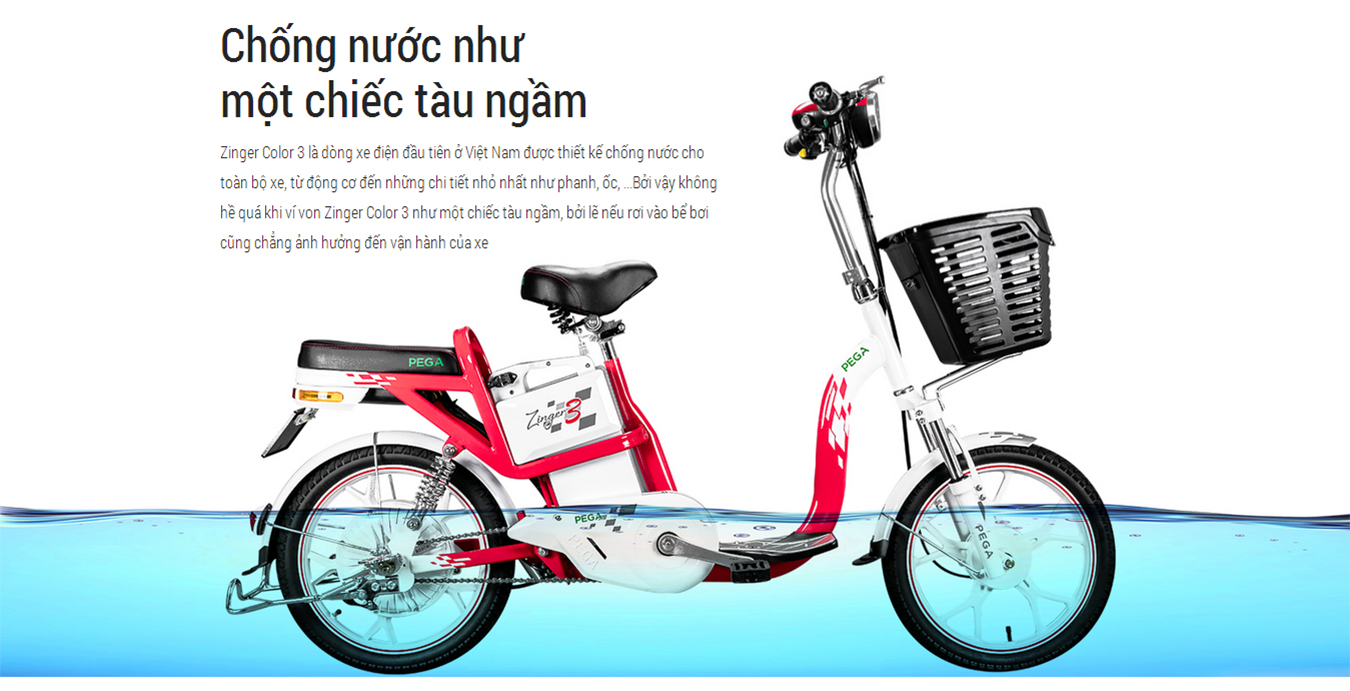 Chống nước như
một chiếc tàu ngầm
Zinger Color 3 là dòng xe điện đầu tiên ở Việt Nam được thiết kế chống nước cho
toàn bộ xe, từ động cơ đến những chi tiết nhỏ nhất như phanh, ốc, ...Bởi vậy không
hề quá khi ví von Zinger Color 3 như một chiếc tàu ngầm, bởi lẽ nếu rơi vào bể bơi
cũng chẳng ảnh hưởng đến vận hành của xe
PEGA
PEGA
Zinger 3
PEGA
PEGA
PEGA